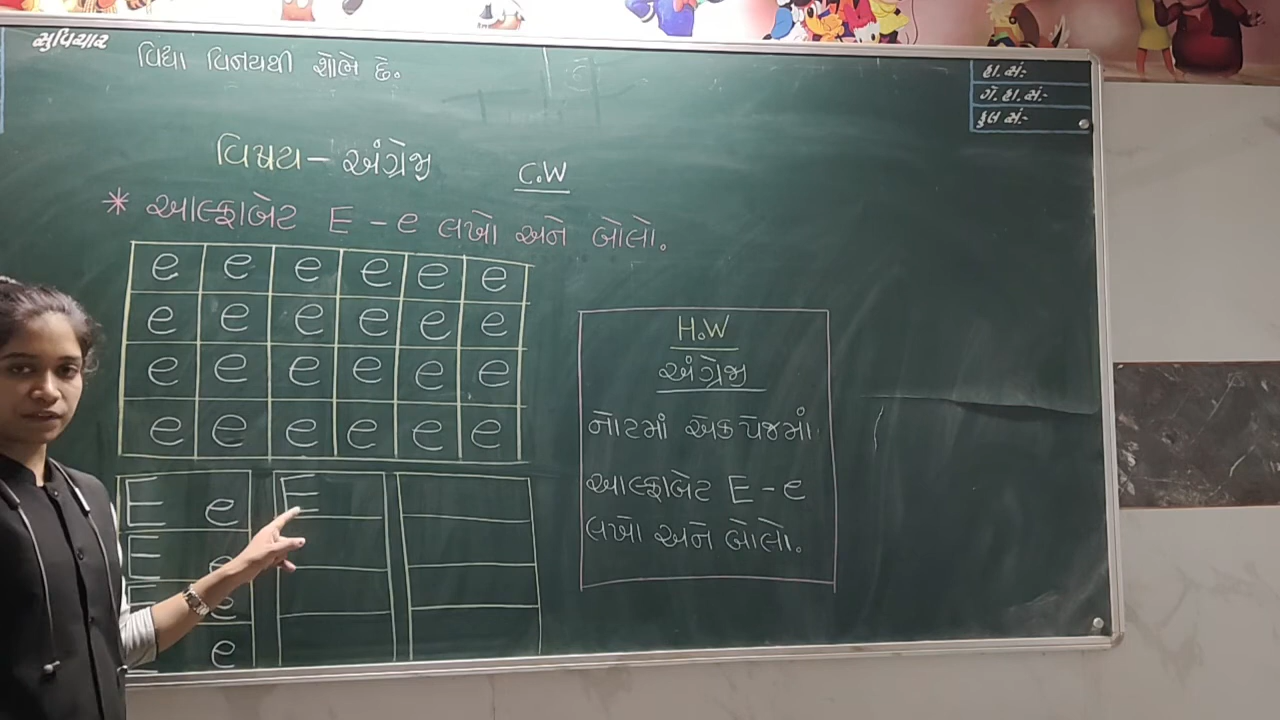 સુવિચાર
વિદ્યા વિનયથી શોભે છે.
હા. સં:-
ગે. હા. સં:-
કુલ સં:-
વિષય - અંગ્રેજી C.W
* આલ્ફાબેટ E - e લખો અને બોલો.
e e e e e e
e e e e e e
e e e e e e
e e e e e e
E e E
E e
E e
e
H.W
અંગ્રેજી
નોટમાં એક પેજમાં
આલ્ફાબેટ E - e
લખો અને બોલો.